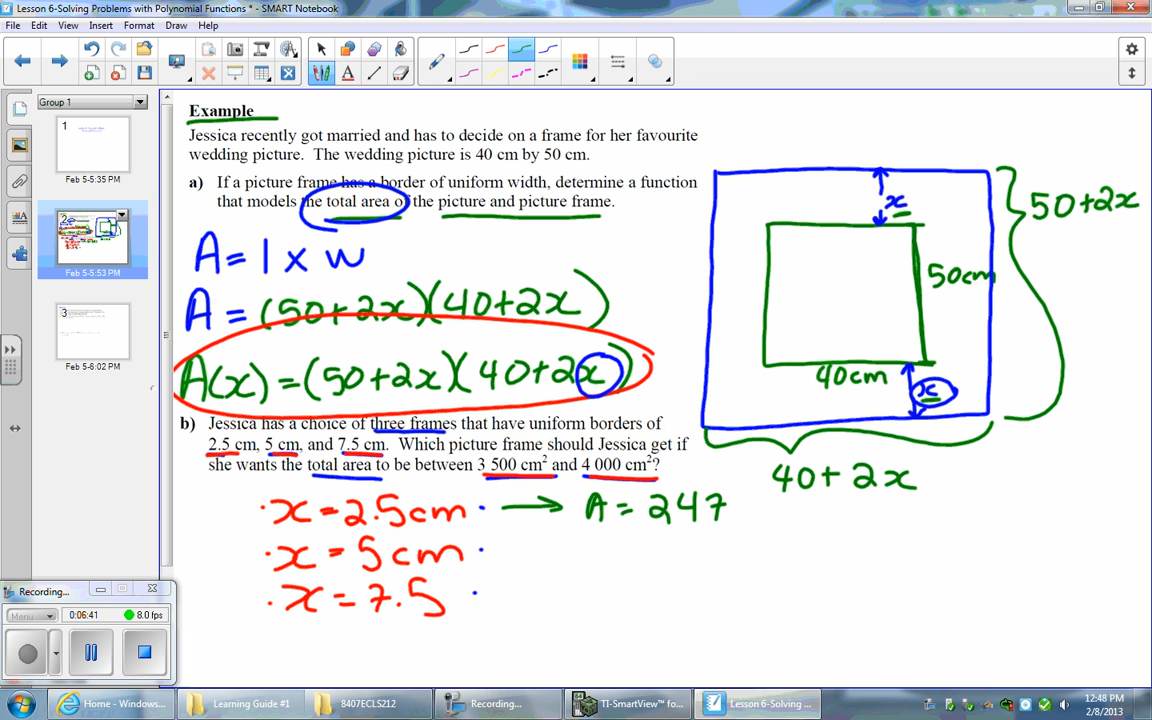 Lesson 6-Solving Problems with Polynomial Functions * - SMART Notebook
File Edit View Insert Format Draw Help
Group 1
1
Feb 5-5:35 PM
2
Feb 5-5:53 PM
3
Feb 5-6:02 PM
Example
Jessica recently got married and has to decide on a frame for her favourite
wedding picture. The wedding picture is 40 cm by 50 cm.
a) If a picture frame has a border of uniform width, determine a function
that models the total area of the picture and picture frame.
A = l x w
A = (50+2x)(40+2x)
A(x) = (50+2x)(40+2x)
x
50cm
40cm
x
50+2x
40+2x
b) Jessica has a choice of three frames that have uniform borders of
2.5 cm, 5 cm, and 7.5 cm. Which picture frame should Jessica get if
she wants the total area to be between 3 500 cm² and 4 000 cm²?
· x = 2.5cm · → A = 247
· x = 5cm ·
· x = 7.5 ·
Recording...
Menu 0:06:41 8.0 fps
Home - Windows... Learning Guide #1 8407ECLS212 Recording... TI-SmartView™ fo... Lesson 6-Solving ...
12:48 PM
2/8/2013